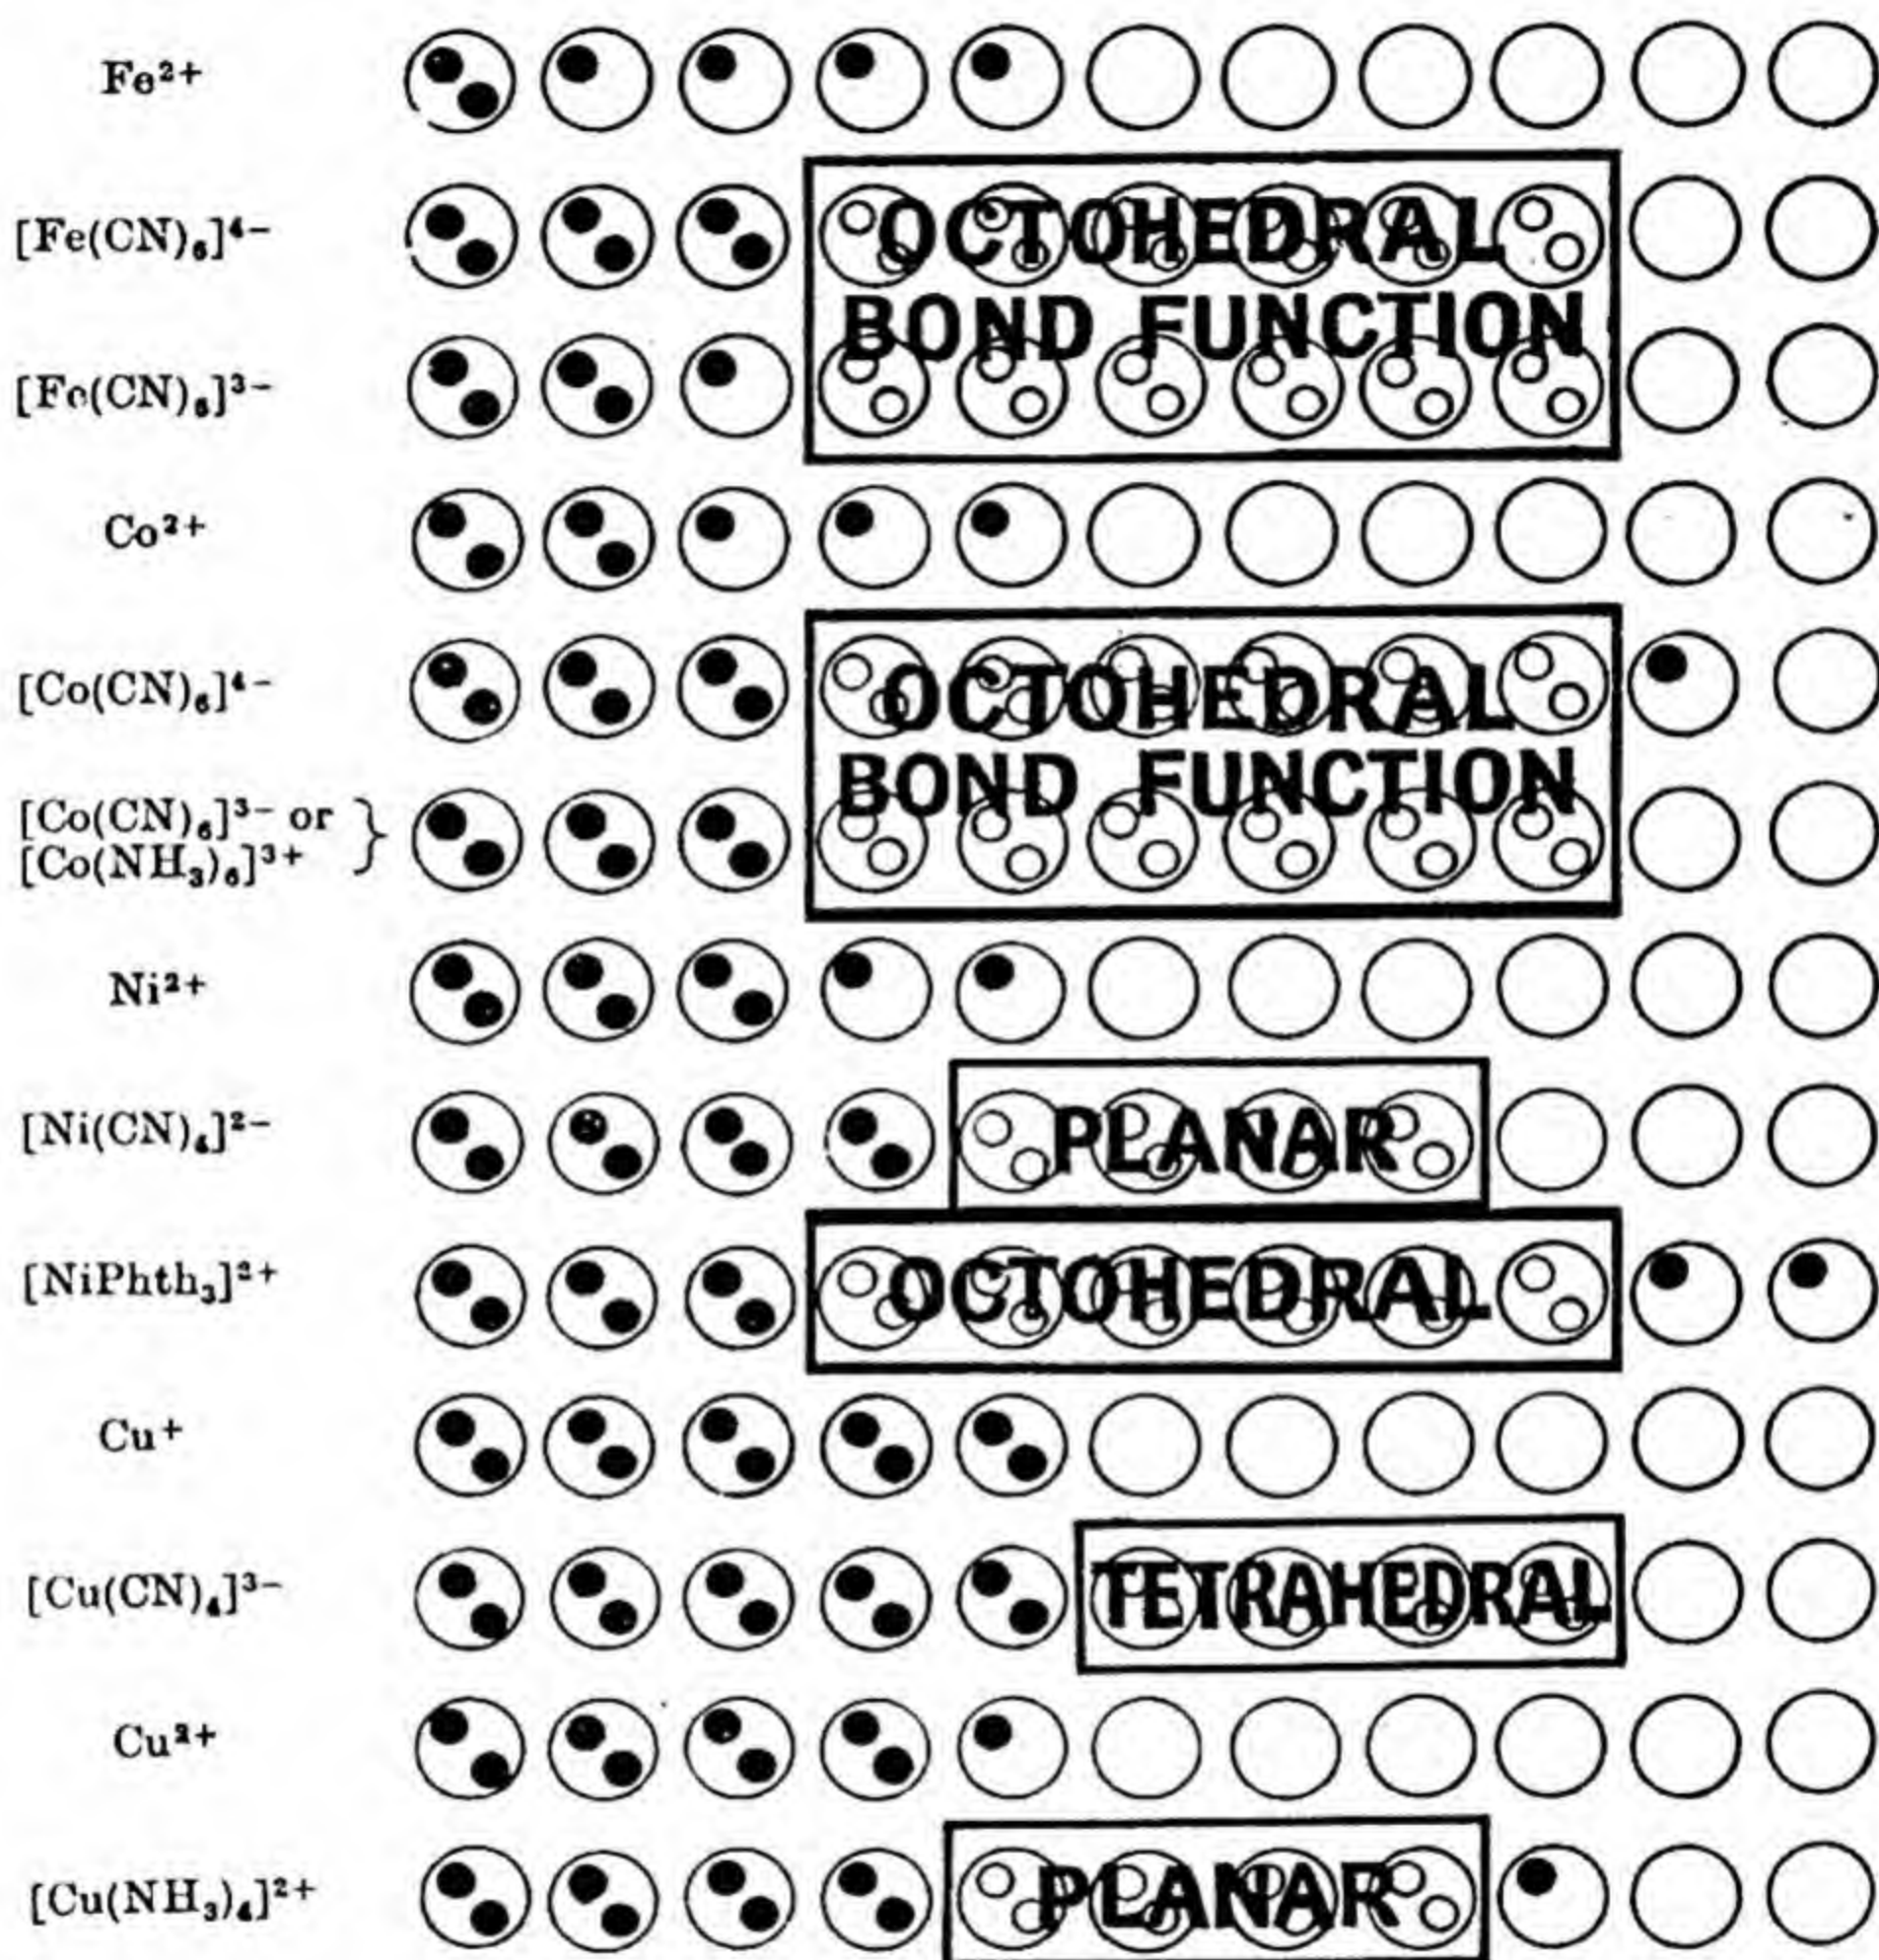 Fe²⁺
[Fe(CN)₆]⁴⁻
OCTOHEDRAL
BOND FUNCTION
[Fe(CN)₆]³⁻
Co²⁺
[Co(CN)₆]⁴⁻
OCTOHEDRAL
BOND FUNCTION
[Co(CN)₆]³⁻ or }
[Co(NH₃)₆]³⁺
Ni²⁺
[Ni(CN)₄]²⁻ PLANAR
[NiPhth₃]²⁺ OCTOHEDRAL
Cu⁺
[Cu(CN)₄]³⁻ TETRAHEDRAL
Cu²⁺
[Cu(NH₃)₄]²⁺ PLANAR